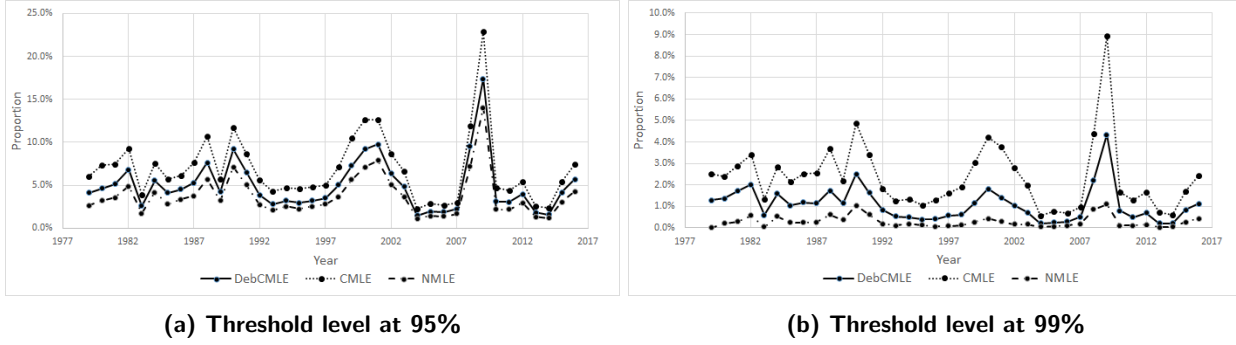 25.0%
20.0%
15.0%
10.0%
5.0%
0.0%
Proportion
1977 1982 1987 1992 1997 2002 2007 2012 2017
Year
DebCMLE CMLE NMLE
(a) Threshold level at 95%
10.0%
9.0%
8.0%
7.0%
6.0%
5.0%
4.0%
3.0%
2.0%
1.0%
0.0%
Proportion
1977 1982 1987 1992 1997 2002 2007 2012 2017
Year
DebCMLE CMLE NMLE
(b) Threshold level at 99%